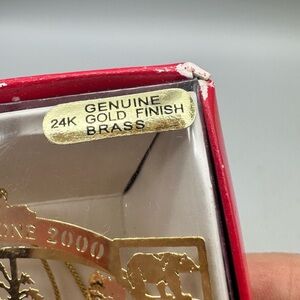 GENUINE
24K GOLD FINISH
BRASS
ONE 2000